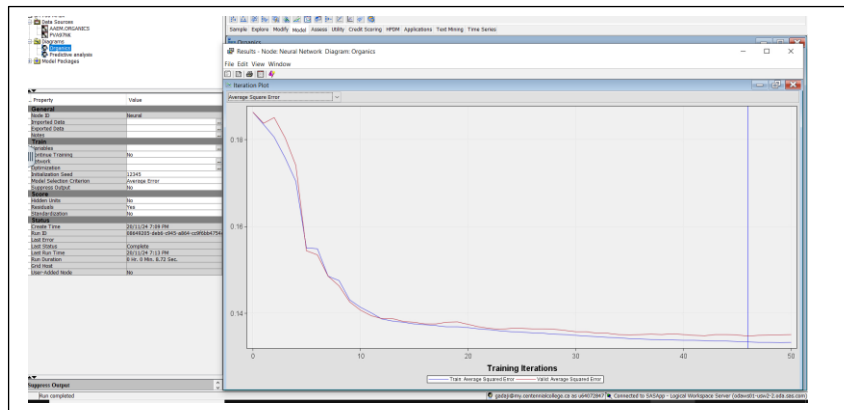 Data Sources
AAEM.ORGANICS
PVA97NK
Diagrams
Organics
Predictive analysis
Model Packages
Sample Explore Modify Model Assess Utility Credit Scoring HPDM Applications Text Mining Time Series
Organics
Results - Node: Neural Network Diagram: Organics
File Edit View Window
Iteration Plot
Average Square Error
Property Value
General
Node ID Neural
Imported Data
Exported Data
Notes
Train
Variables
Continue Training No
Network
Optimization
Initialization Seed 12345
Model Selection Criterion Average Error
Suppress Output No
Score
Hidden Units No
Residuals Yes
Standardization No
Status
Create Time 20/11/24 7:08 PM
Run ID
Last Error
Last Status Complete
Last Run Time 20/11/24 7:13 PM
Run Duration 0 Hr. 0 Min. 8.72 Sec.
Grid Host
User-Added Node No
0.18
0.16
0.14
0 10 20 30 40 50
Training Iterations
Train: Average Squared Error Valid: Average Squared Error
Suppress Output
Run completed
Connected to SASApp - Logical Workspace Server